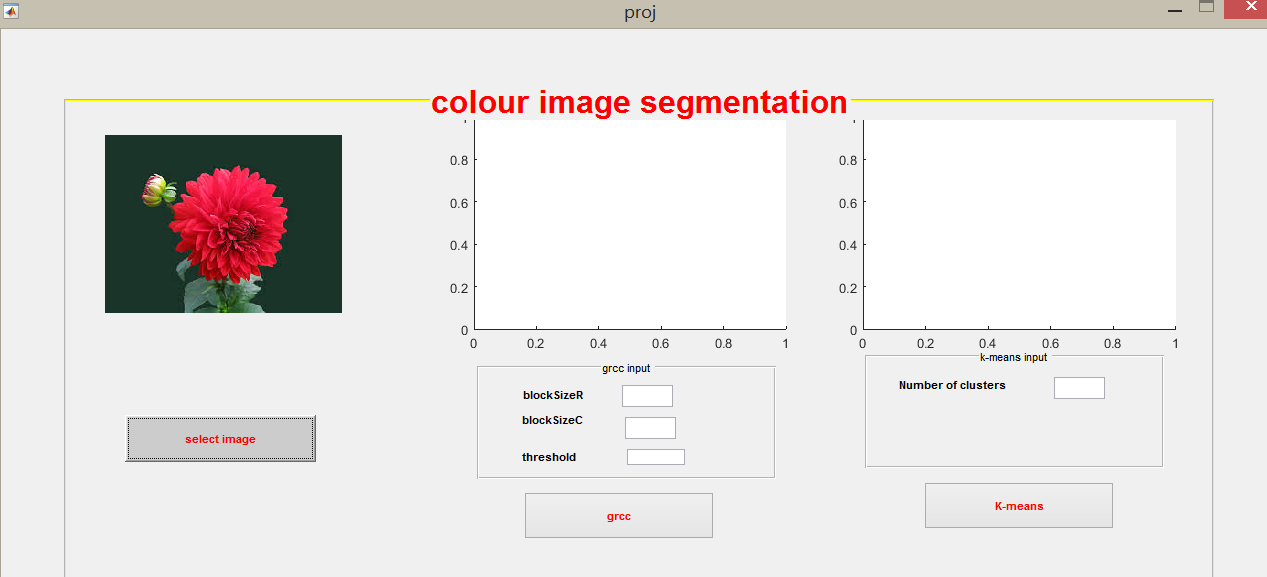 proj
colour image segmentation
0.8
0.6
0.4
0.2
0
0 0.2 0.4 0.6 0.8 1
0.8
0.6
0.4
0.2
0
0 0.2 0.4 0.6 0.8 1
grcc input
blockSizeR
blockSizeC
threshold
k-means input
Number of clusters
select image
grcc
K-means